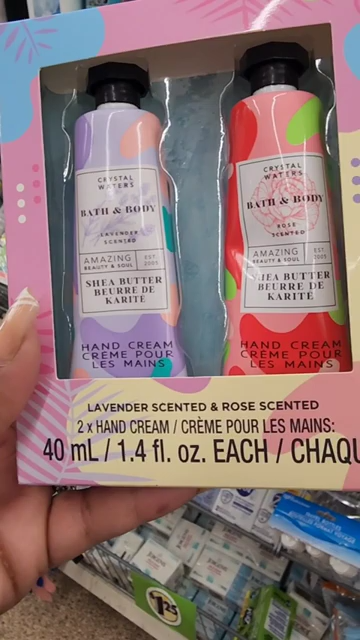 CRYSTAL
WATERS
BATH & BODY
LAVENDER
SCENTED
AMAZING
BEAUTY & SOUL
EST.
2005
SHEA BUTTER
BEURRE DE
KARITÉ
HAND CREAM
CRÈME POUR
LES MAINS
CRYSTAL
WATERS
BATH & BODY
ROSE
SCENTED
AMAZING
BEAUTY & SOUL
EST.
2005
SHEA BUTTER
BEURRE DE
KARITÉ
HAND CREAM
CRÈME POUR
LES MAINS
LAVENDER SCENTED & ROSE SCENTED
2 x HAND CREAM / CRÈME POUR LES MAINS:
40 mL / 1.4 fl. oz. EACH / CHAQU
$1.25